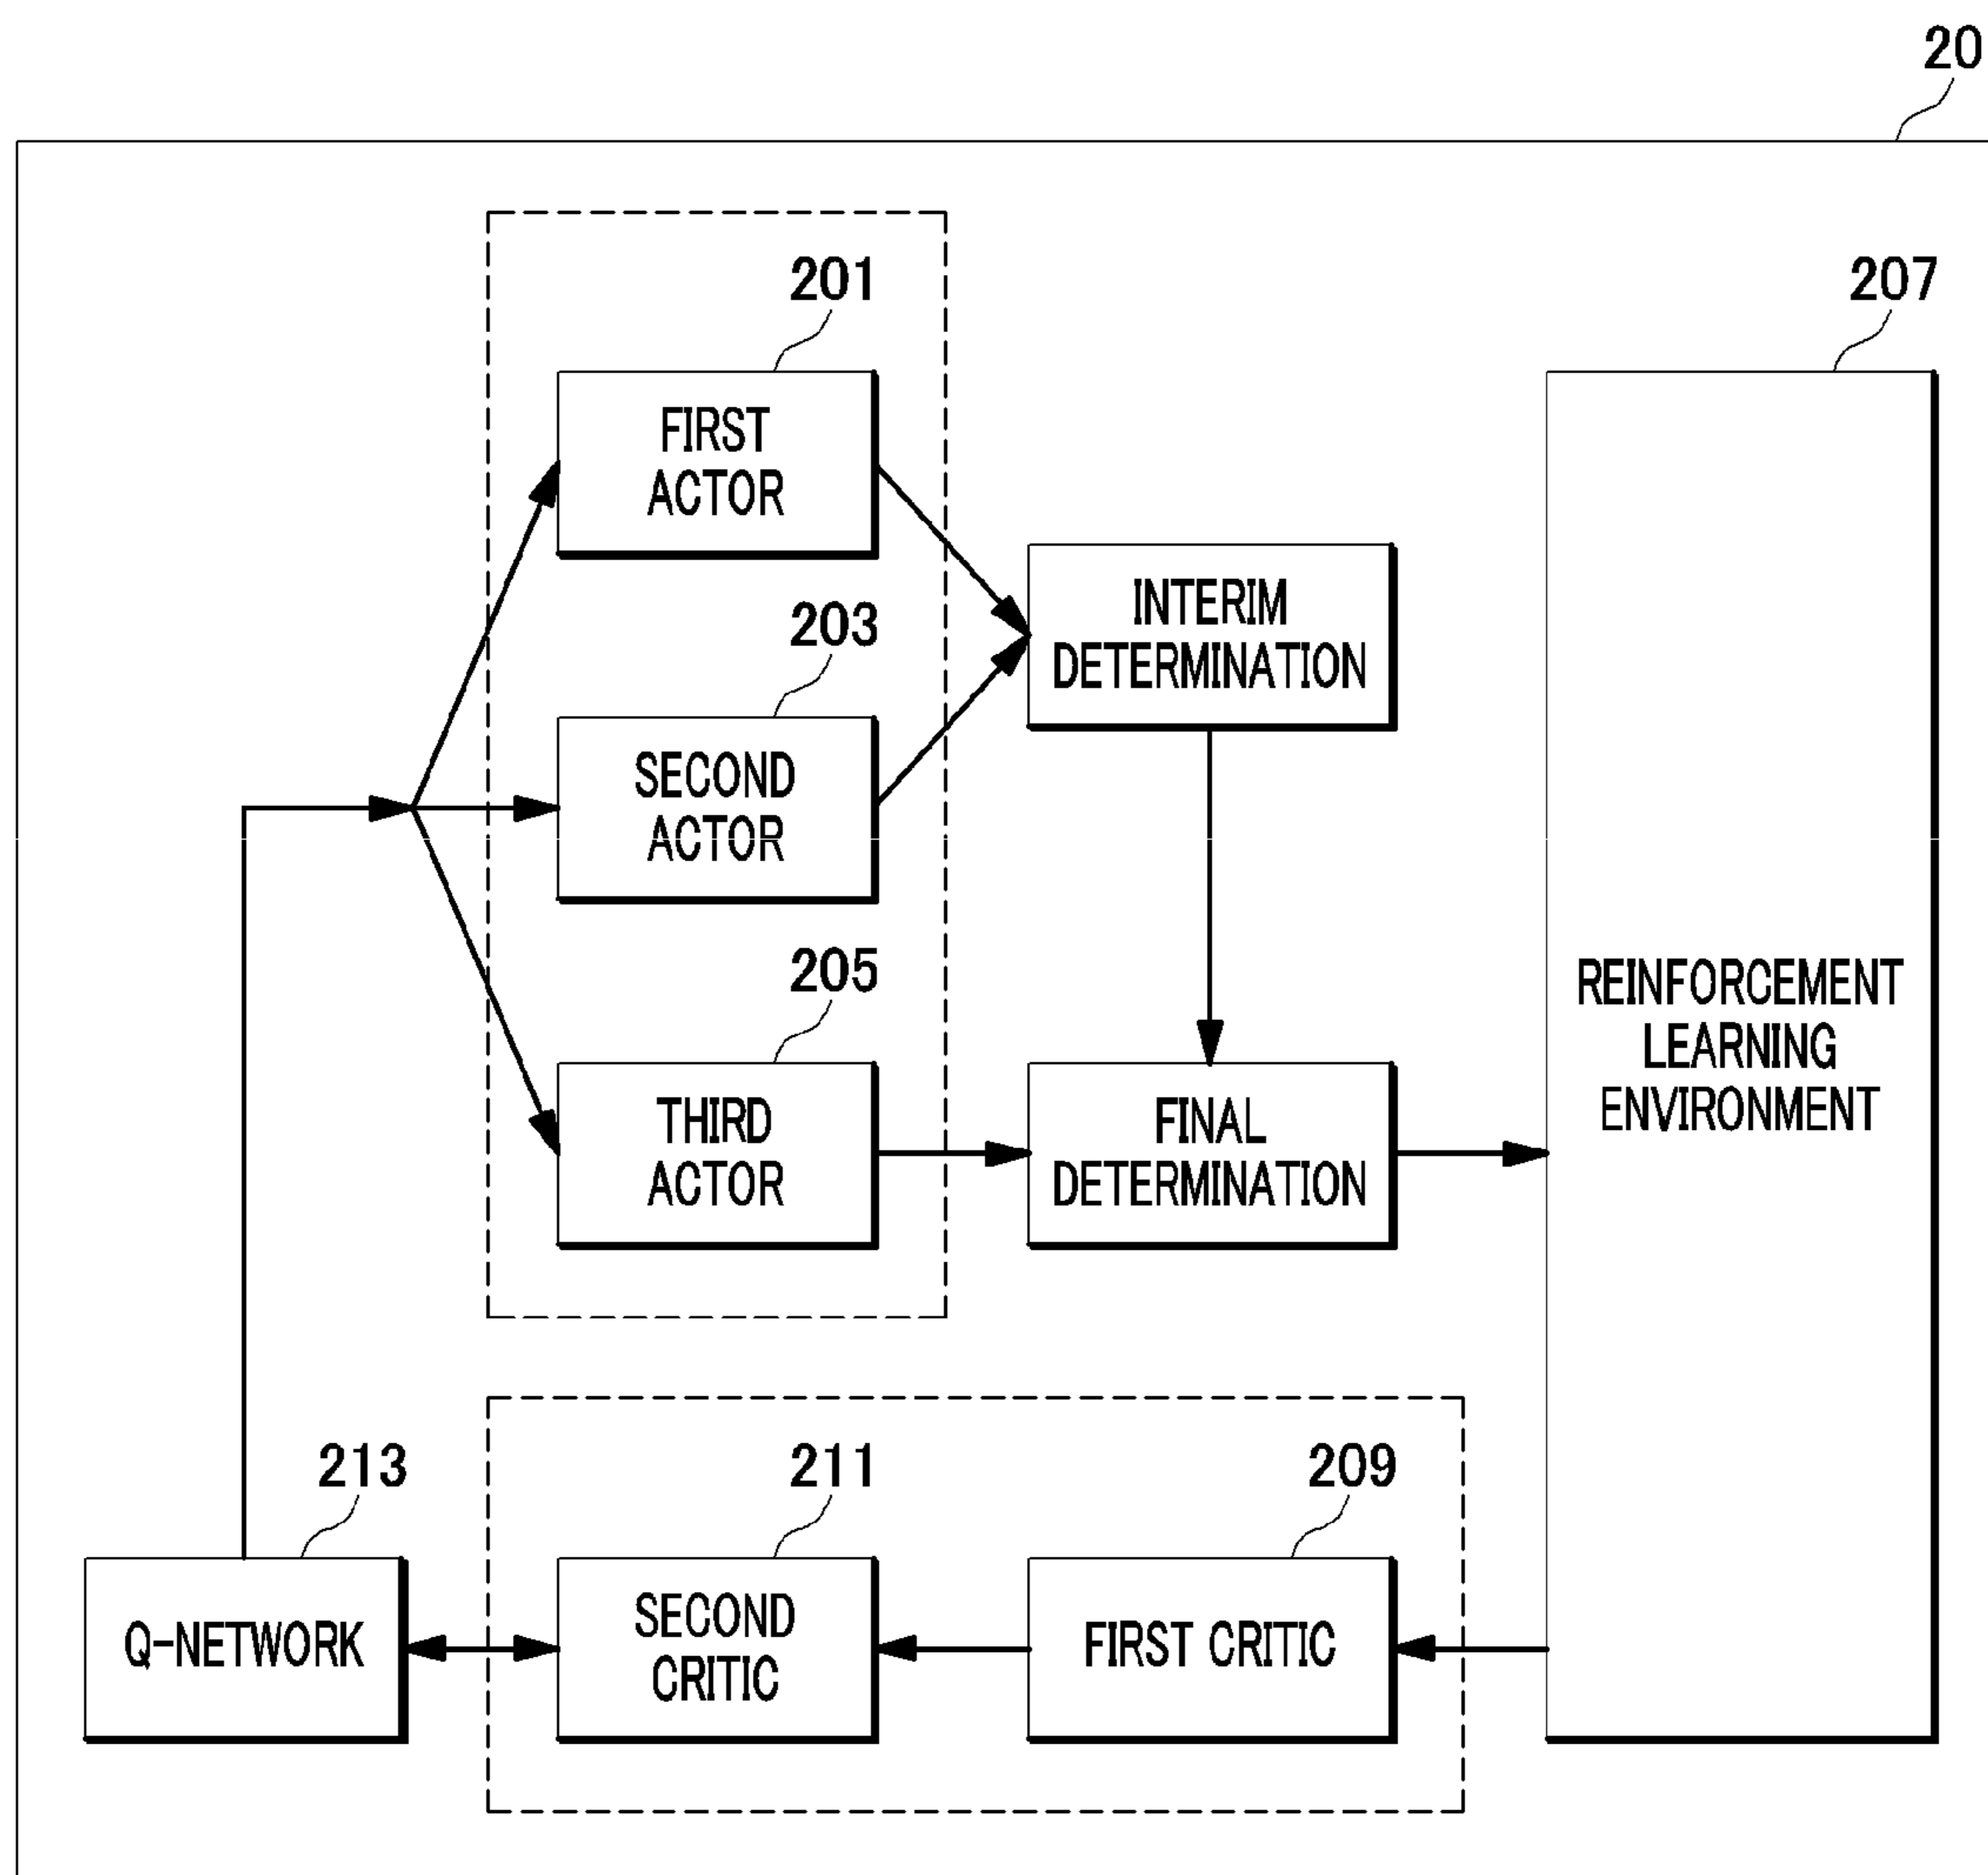 20
201
207
FIRST
ACTOR
INTERIM
DETERMINATION
203
SECOND
ACTOR
205
REINFORCEMENT
LEARNING
ENVIRONMENT
THIRD
ACTOR
FINAL
DETERMINATION
213
211
209
Q-NETWORK
SECOND
CRITIC
FIRST CRITIC